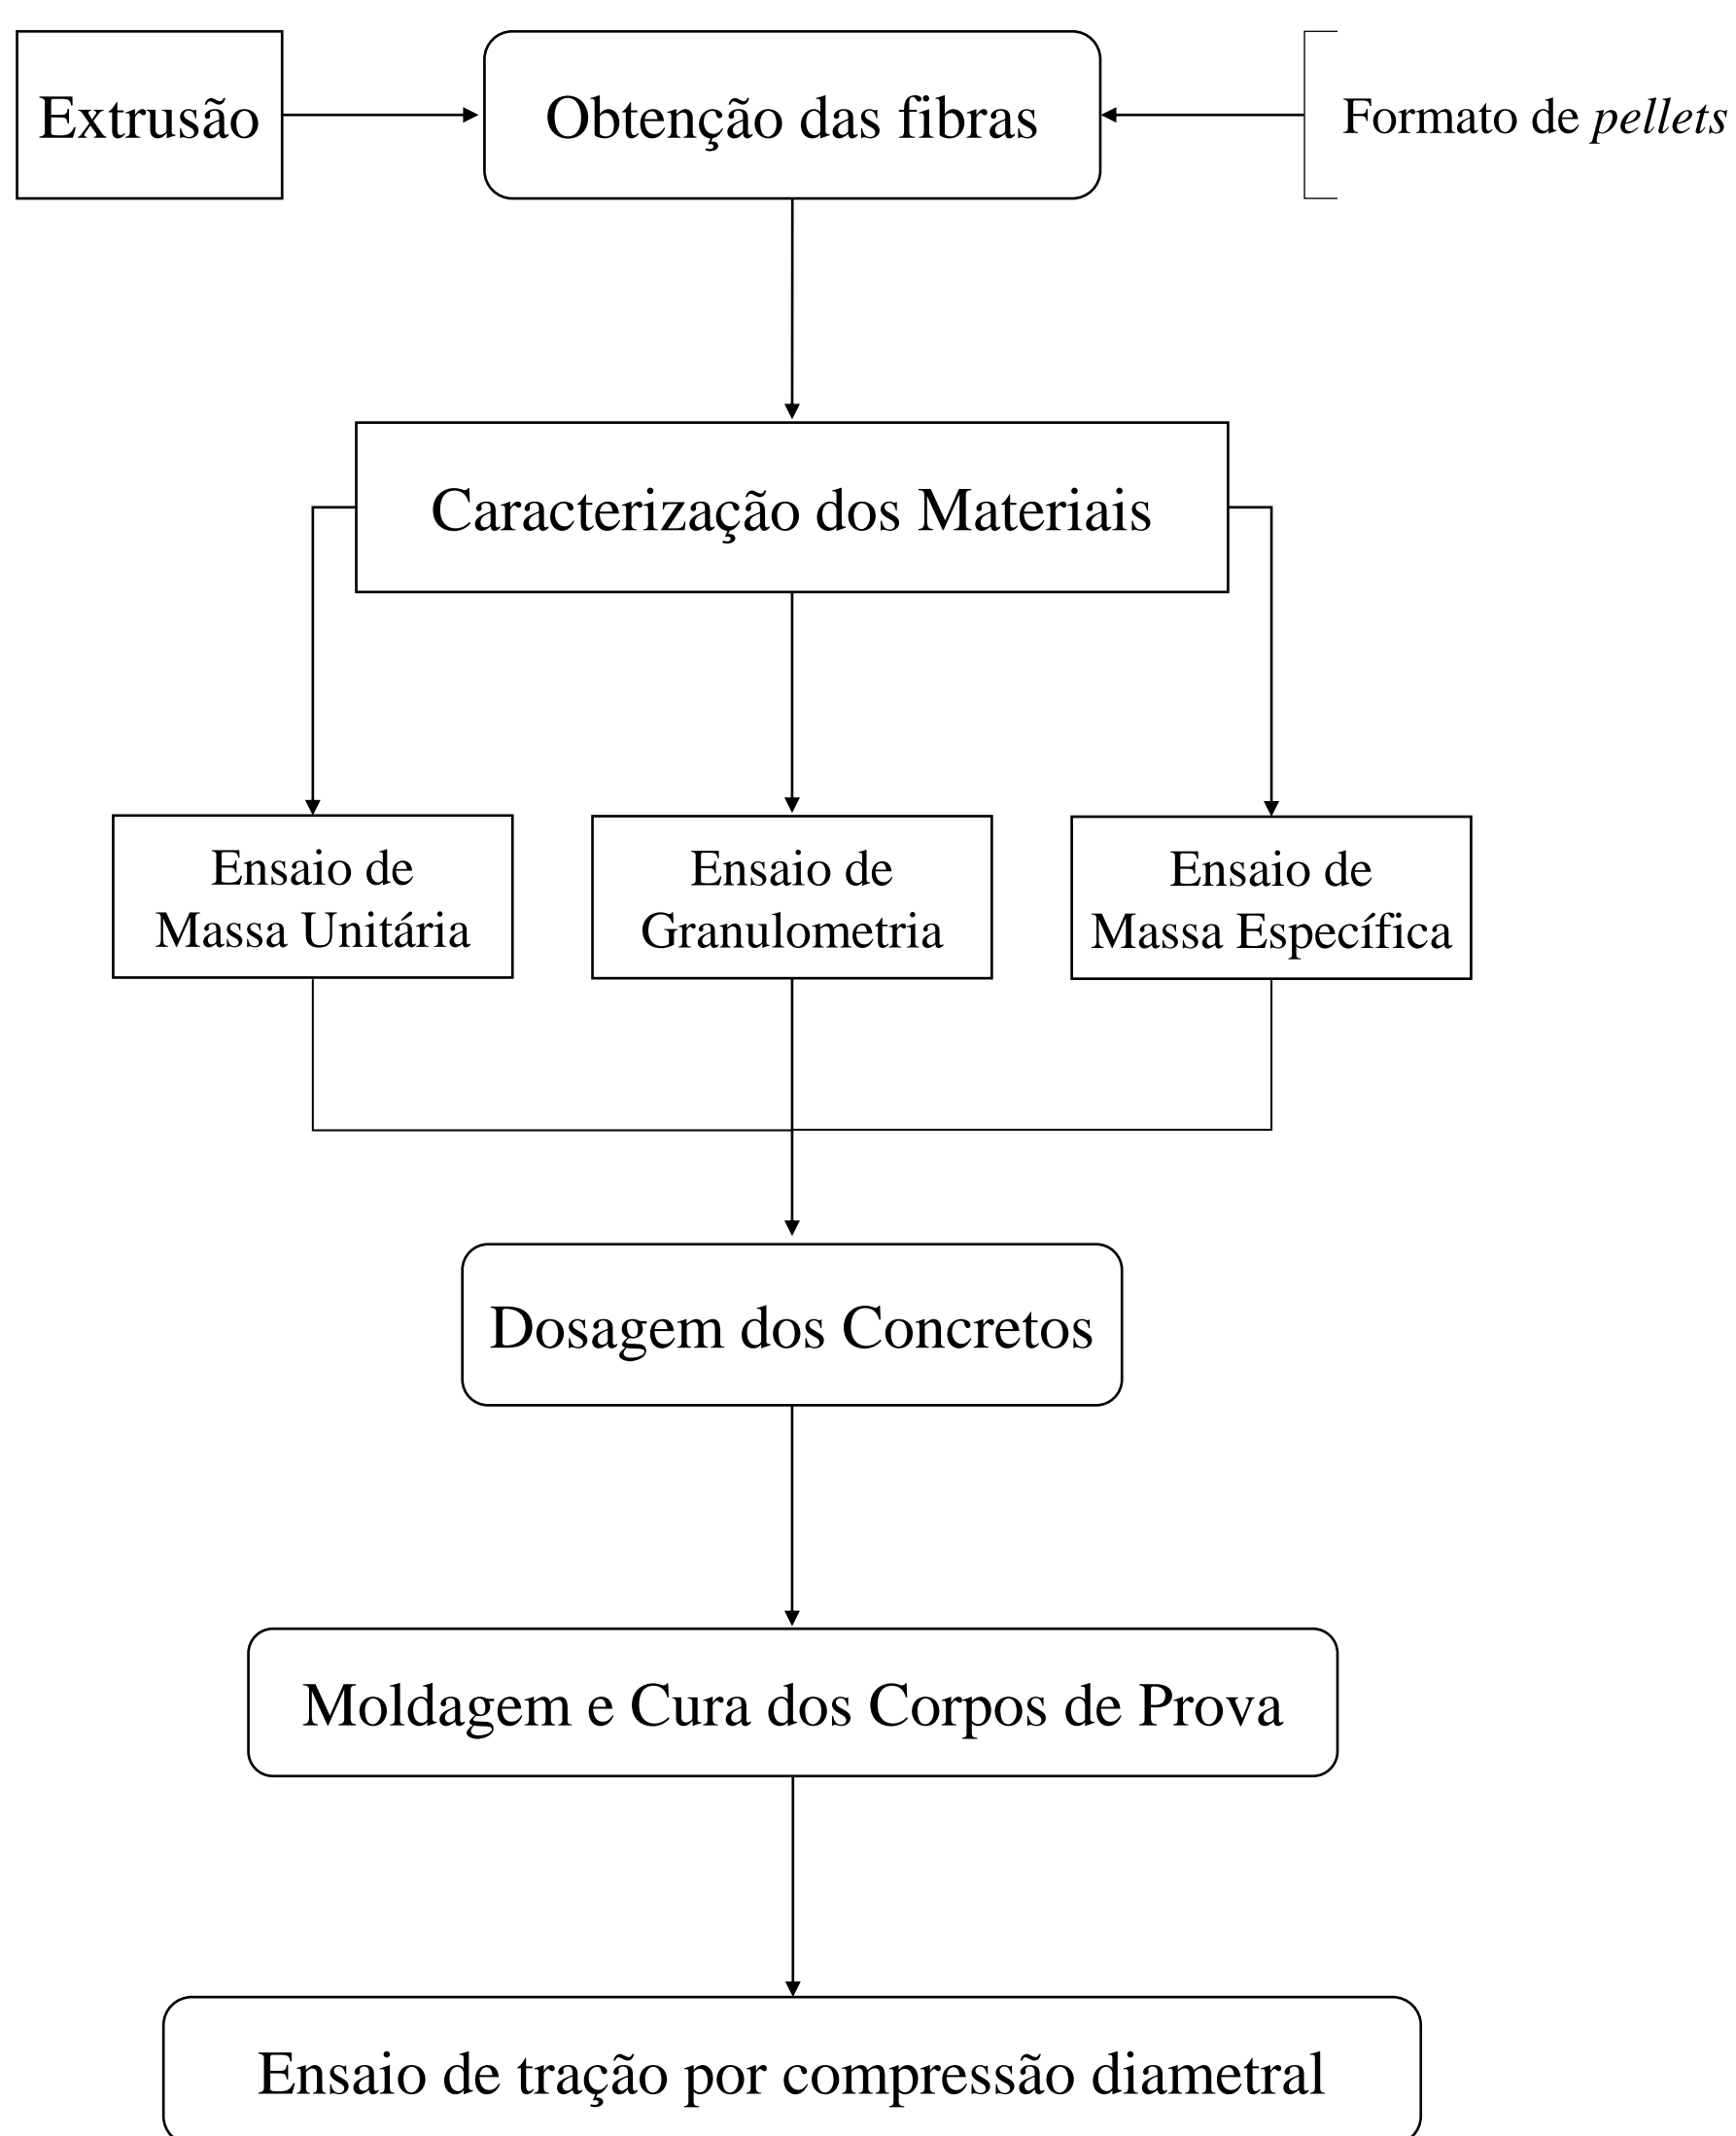 Extrusão
Obtenção das fibras
Formato de pellets
Caracterização dos Materiais
Ensaio de
Massa Unitária
Ensaio de
Granulometria
Ensaio de
Massa Específica
Dosagem dos Concretos
Moldagem e Cura dos Corpos de Prova
Ensaio de tração por compressão diametral